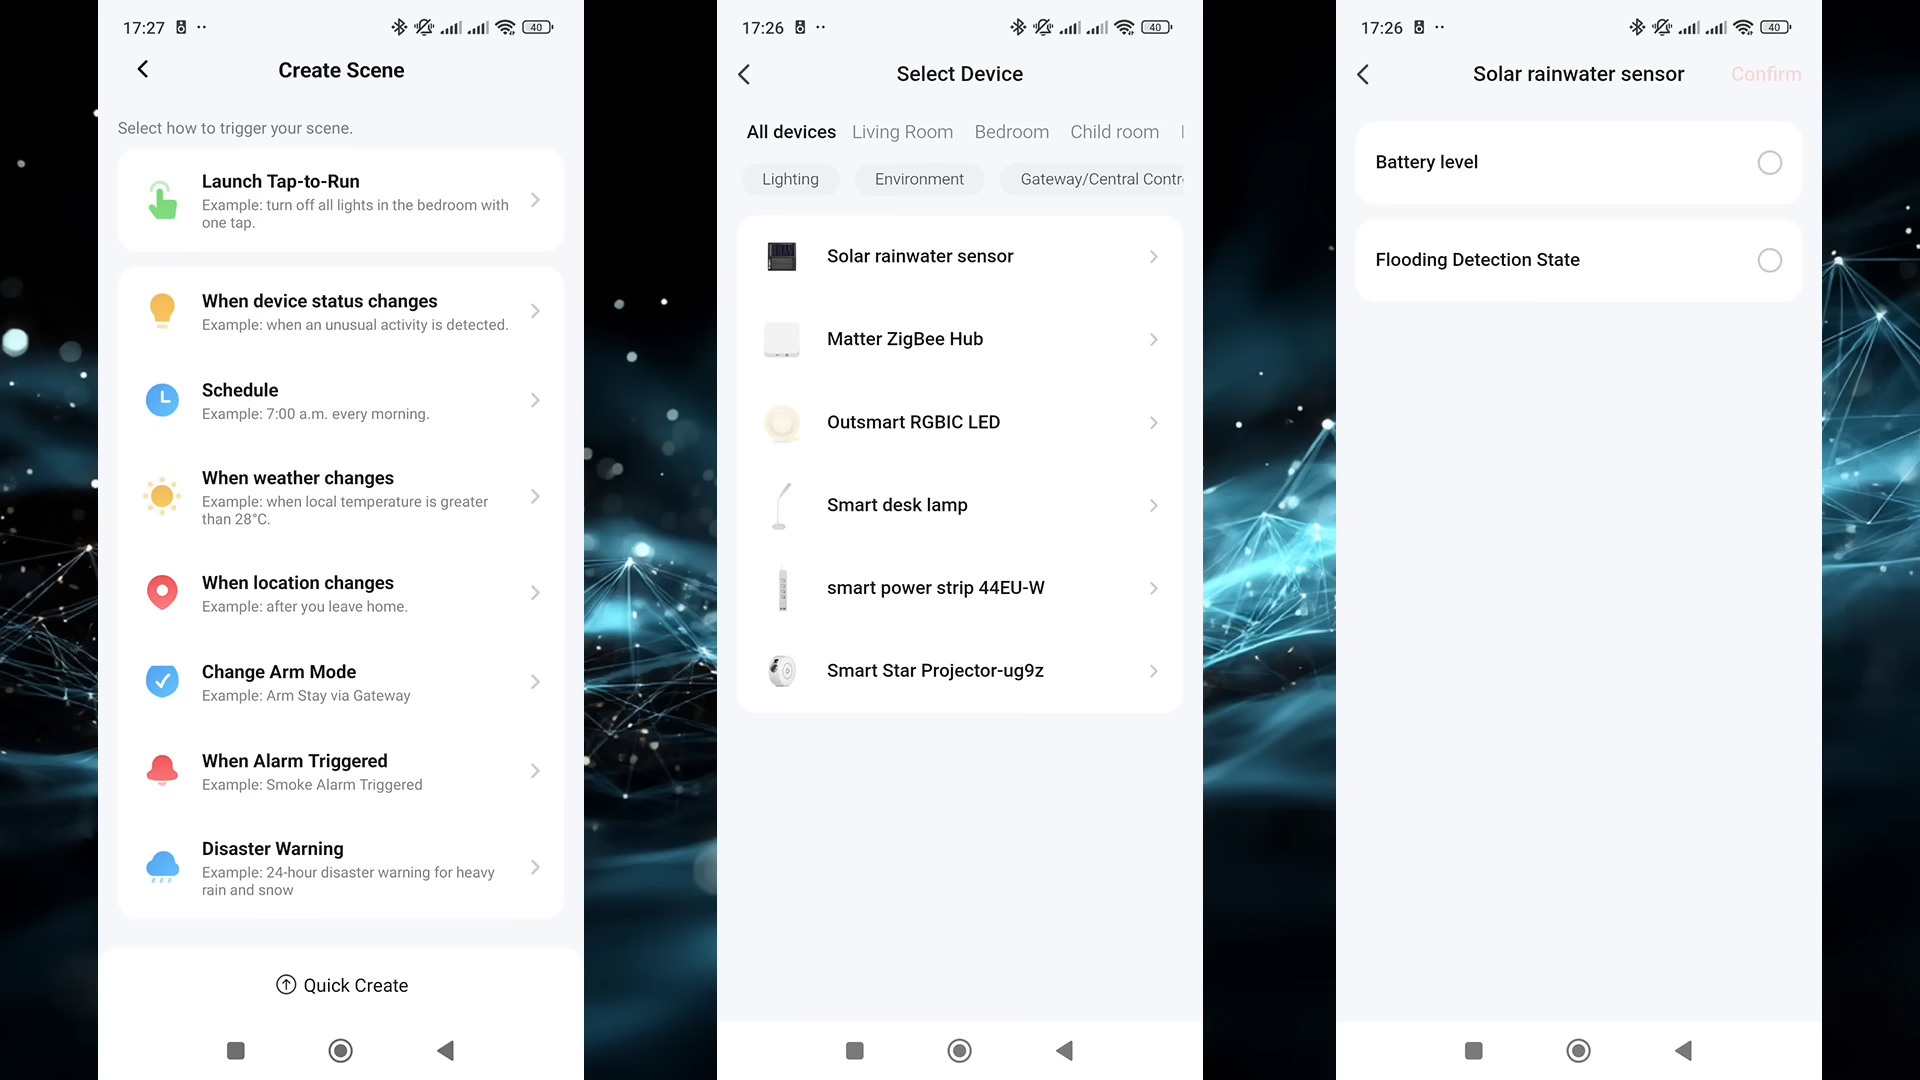 17:27
40
Create Scene
Select how to trigger your scene.
Launch Tap-to-Run
Example: turn off all lights in the bedroom with
one tap.
When device status changes
Example: when an unusual activity is detected.
Schedule
Example: 7:00 a.m. every morning.
When weather changes
Example: when local temperature is greater
than 28°C.
When location changes
Example: after you leave home.
Change Arm Mode
Example: Arm Stay via Gateway
When Alarm Triggered
Example: Smoke Alarm Triggered
Disaster Warning
Example: 24-hour disaster warning for heavy
rain and snow
Quick Create
17:26
40
Select Device
All devices Living Room Bedroom Child room
Lighting Environment Gateway/Central Contr
Solar rainwater sensor
Matter ZigBee Hub
Outsmart RGBIC LED
Smart desk lamp
smart power strip 44EU-W
Smart Star Projector-ug9z
17:26
40
Solar rainwater sensor Confirm
Battery level
Flooding Detection State